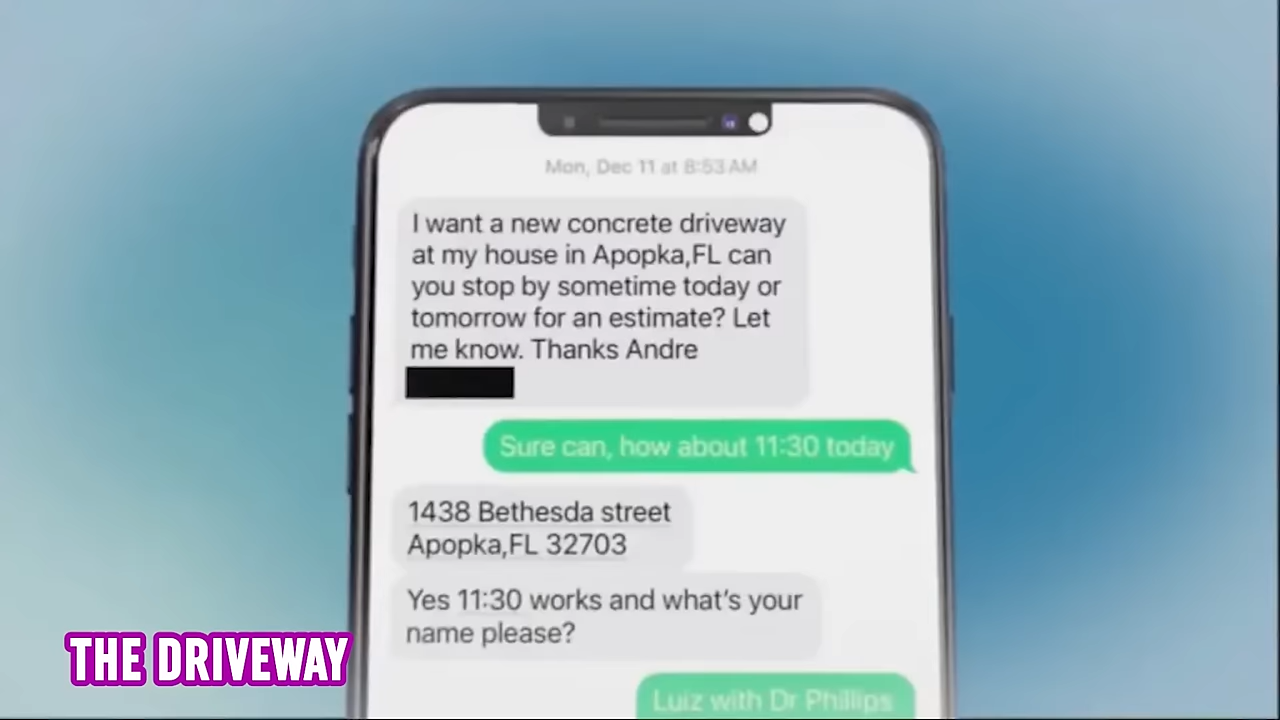 Mon, Dec 11 at 8:53 AM
I want a new concrete driveway
at my house in Apopka,FL can
you stop by sometime today or
tomorrow for an estimate? Let
me know. Thanks Andre
Sure can, how about 11:30 today
1438 Bethesda street
Apopka,FL 32703
Yes 11:30 works and what's your
name please?
THE DRIVEWAY
Luiz with Dr Phillips